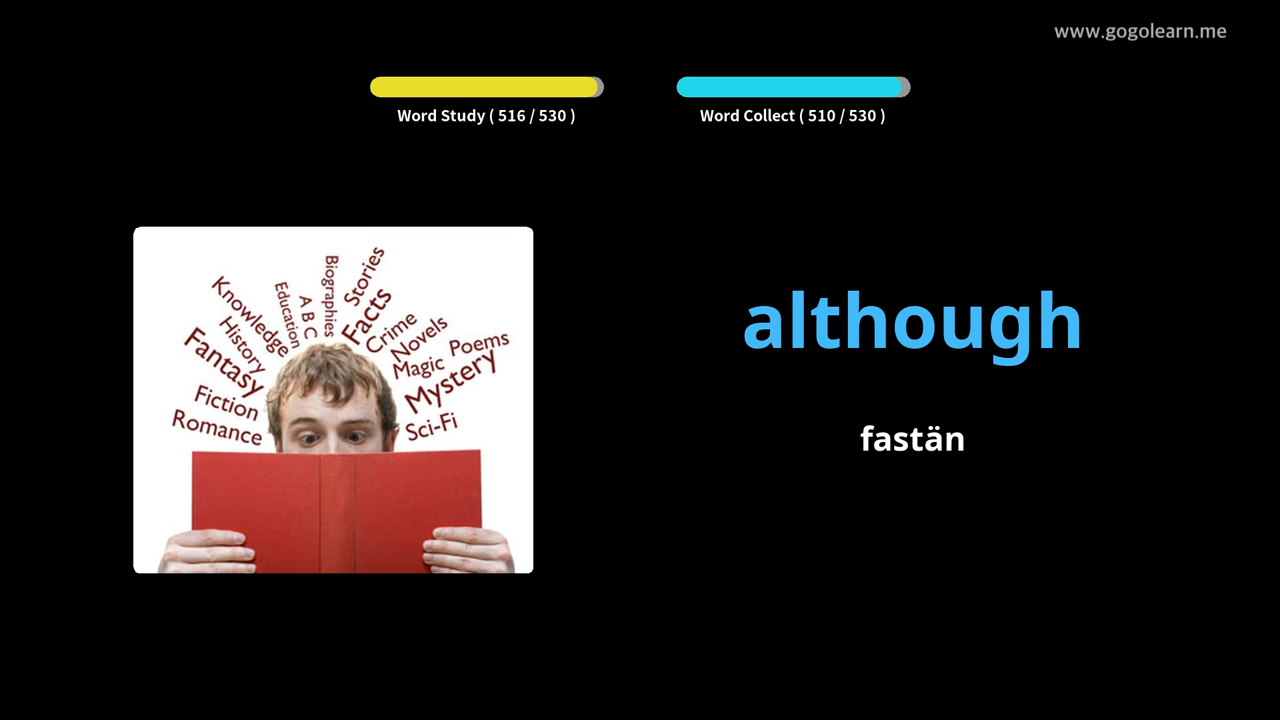 www.gogolearn.me
Word Study ( 516 / 530 )
Word Collect ( 510 / 530 )
Biographies
Stories
Education
A B C
Facts
Knowledge
Crime
History
Novels
Fantasy
Magic
Poems
Mystery
Fiction
Romance
Sci-Fi
although
fastän